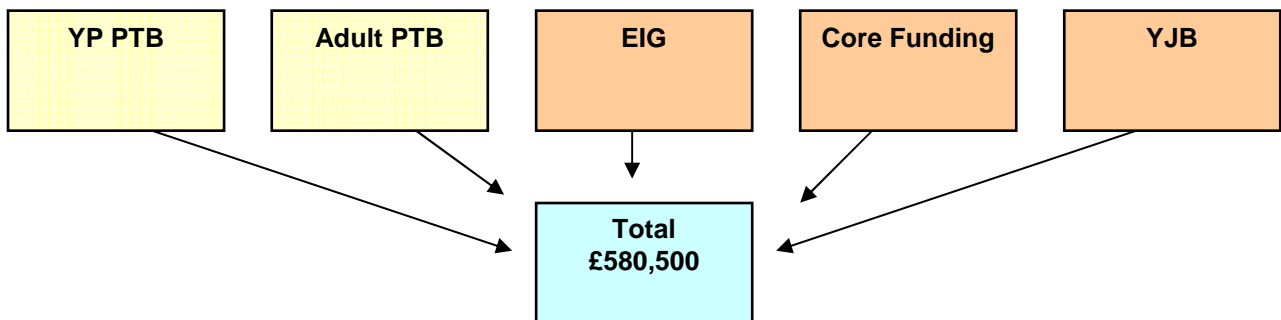 YP PTB
Adult PTB
EIG
Core Funding
YJB
Total
£580,500